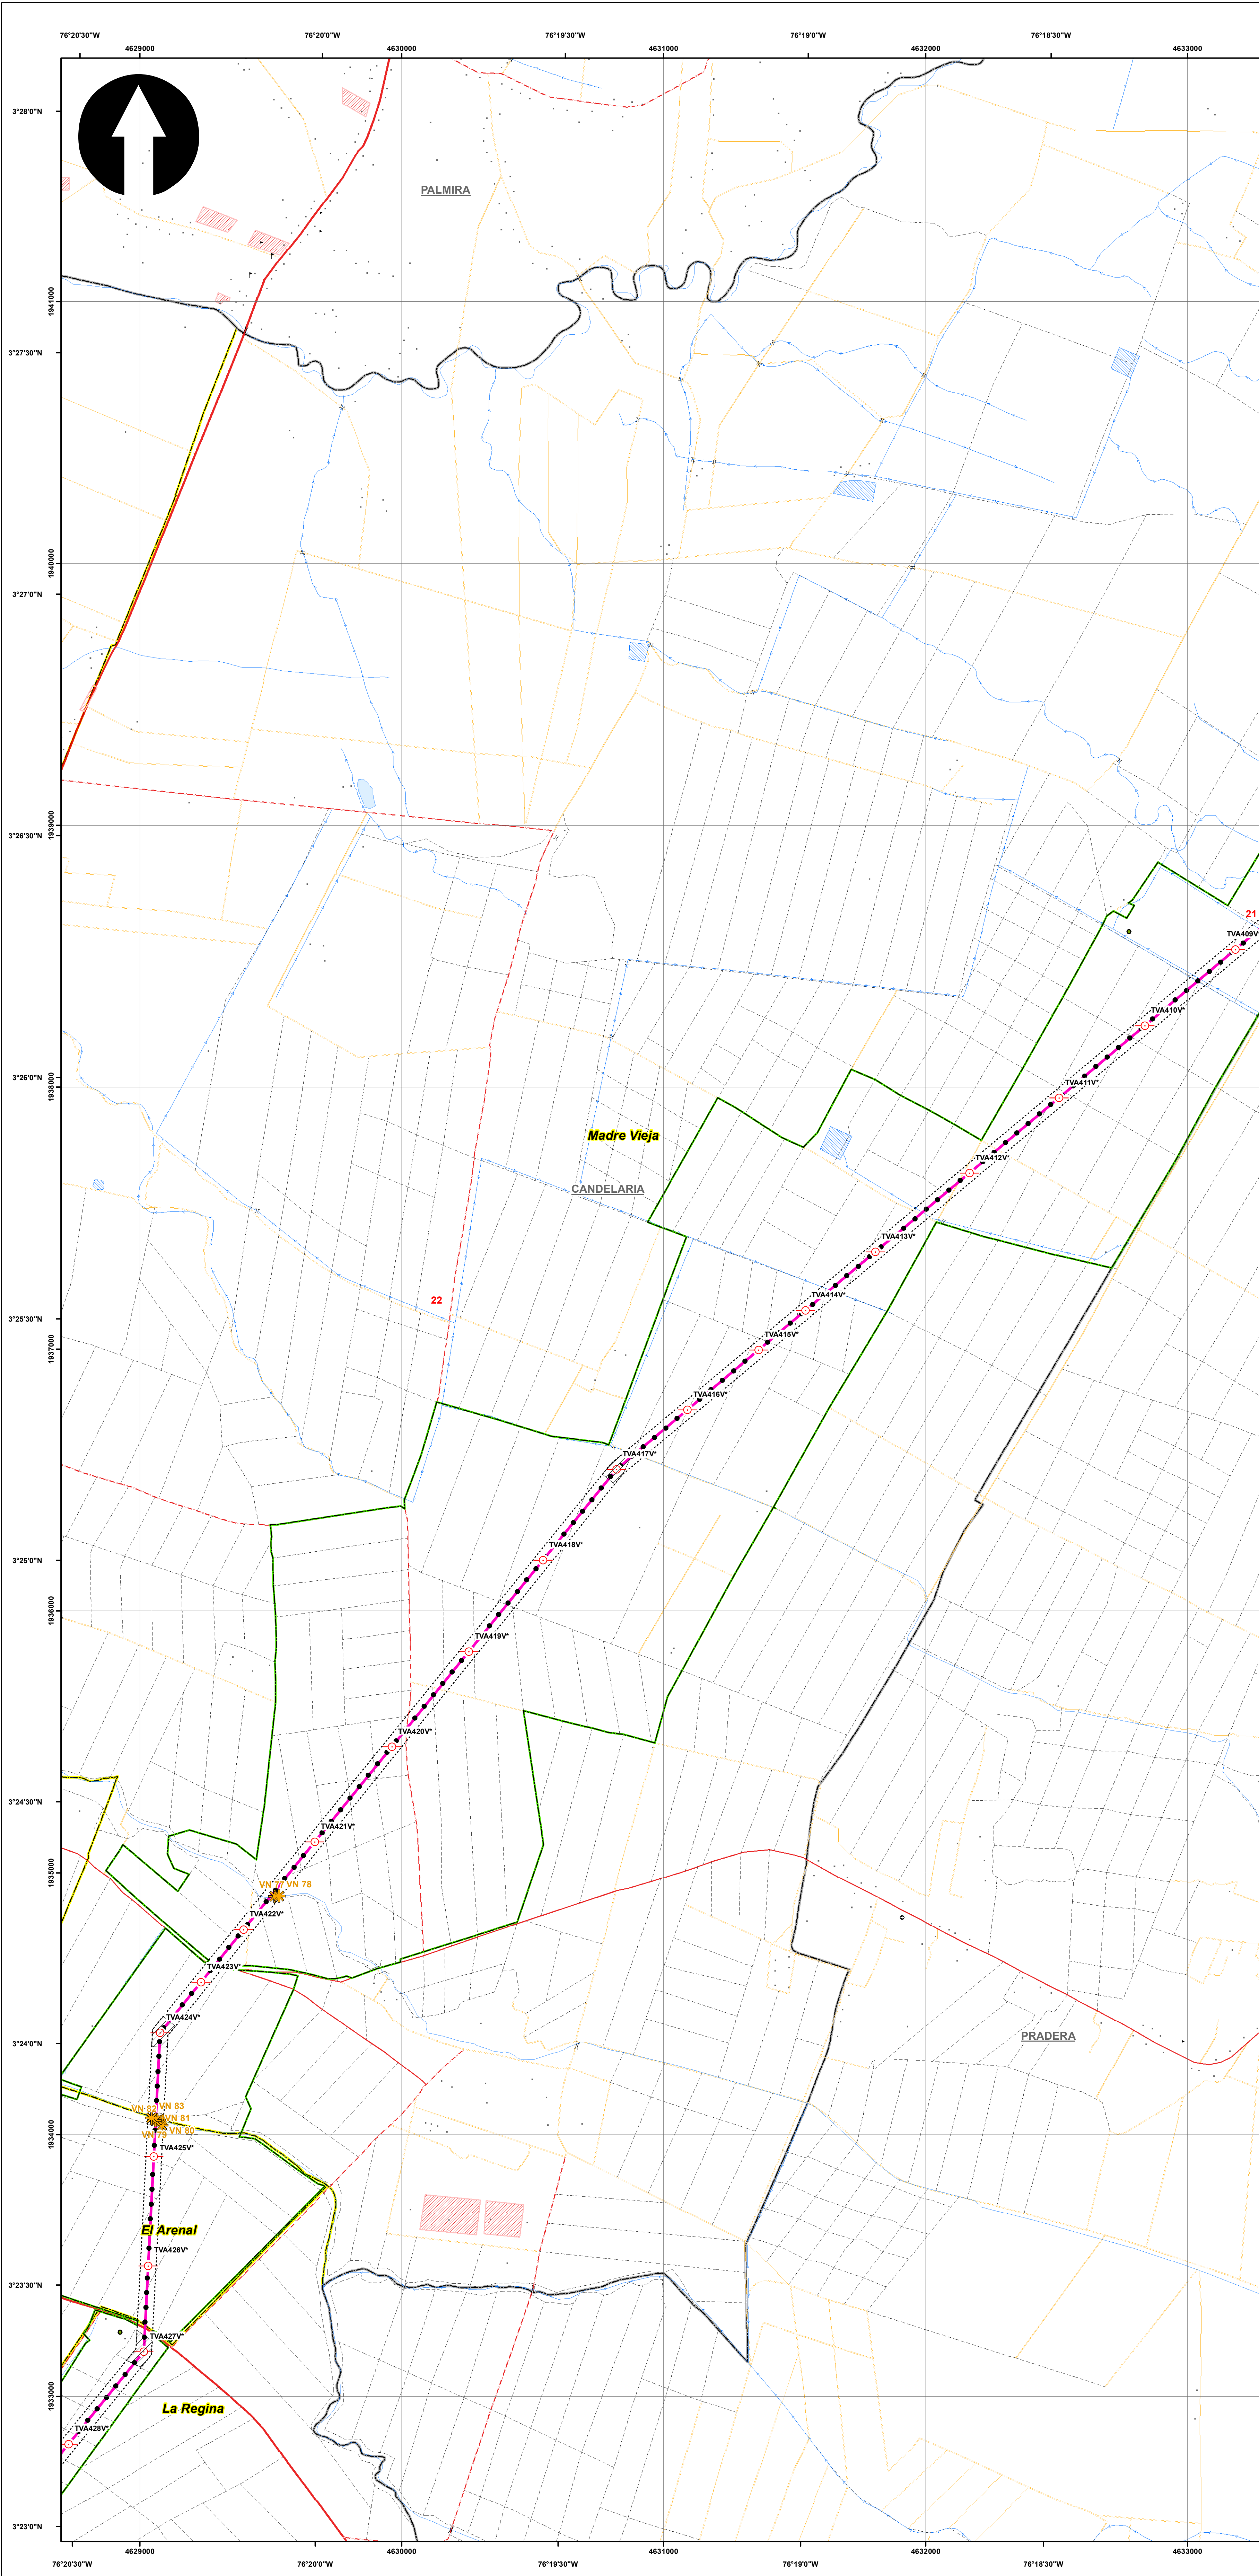 76°20'30"W
76°20'0"W
76°19'30"W
76°19'0"W
76°18'30"W
4629000
4630000
4631000
4632000
4633000
3°28'0"N
PALMIRA
1941000
3°27'30"N
1940000
3°27'0"N
1939000
3°26'30"N
21
TVA409V*
TVA410V*
3°26'0"N
1938000
TVA411V*
Madre Vieja
TVA412V*
CANDELARIA
TVA413V*
TVA414V*
22
3°25'30"N
1937000
TVA415V*
TVA416V*
TVA417V*
TVA418V*
3°25'0"N
1936000
TVA419V*
TVA420V*
3°24'30"N
TVA421V*
1935000
VN 77 VN 78
TVA422V*
TVA423V*
TVA424V*
3°24'0"N
PRADERA
VN 82 VN 83
VN 81
VN 79 VN 80
1934000
TVA425V*
El Arenal
TVA426V*
3°23'30"N
TVA427V*
1933000
La Regina
TVA428V*
3°23'0"N
4629000
4630000
4631000
4632000
4633000
76°20'30"W
76°20'0"W
76°19'30"W
76°19'0"W
76°18'30"W